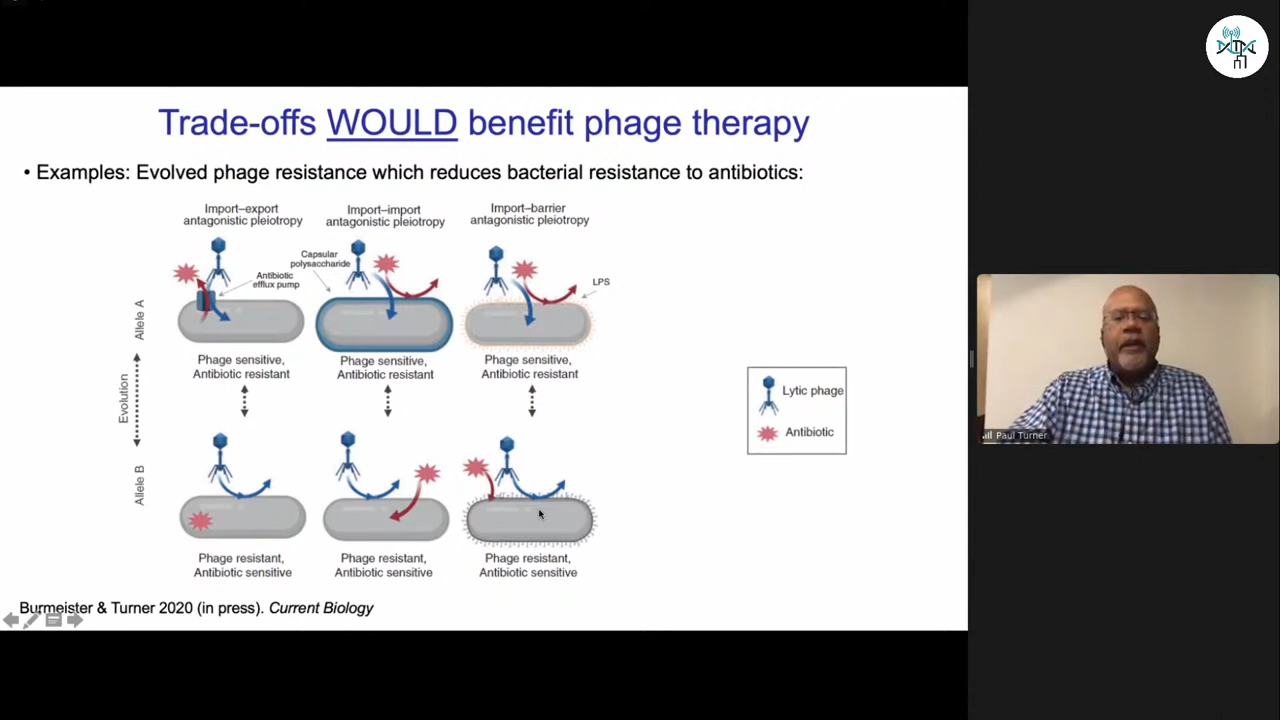 Trade-offs WOULD benefit phage therapy
• Examples: Evolved phage resistance which reduces bacterial resistance to antibiotics:
Import–export
antagonistic pleiotropy
Import–import
antagonistic pleiotropy
Import–barrier
antagonistic pleiotropy
Capsular
polysaccharide
Antibiotic
efflux pump
LPS
Allele A
Phage sensitive,
Antibiotic resistant
Phage sensitive,
Antibiotic resistant
Phage sensitive,
Antibiotic resistant
Evolution
Lytic phage
Antibiotic
Allele B
Phage resistant,
Antibiotic sensitive
Phage resistant,
Antibiotic sensitive
Phage resistant,
Antibiotic sensitive
Burmeister & Turner 2020 (in press). Current Biology
Paul Turner